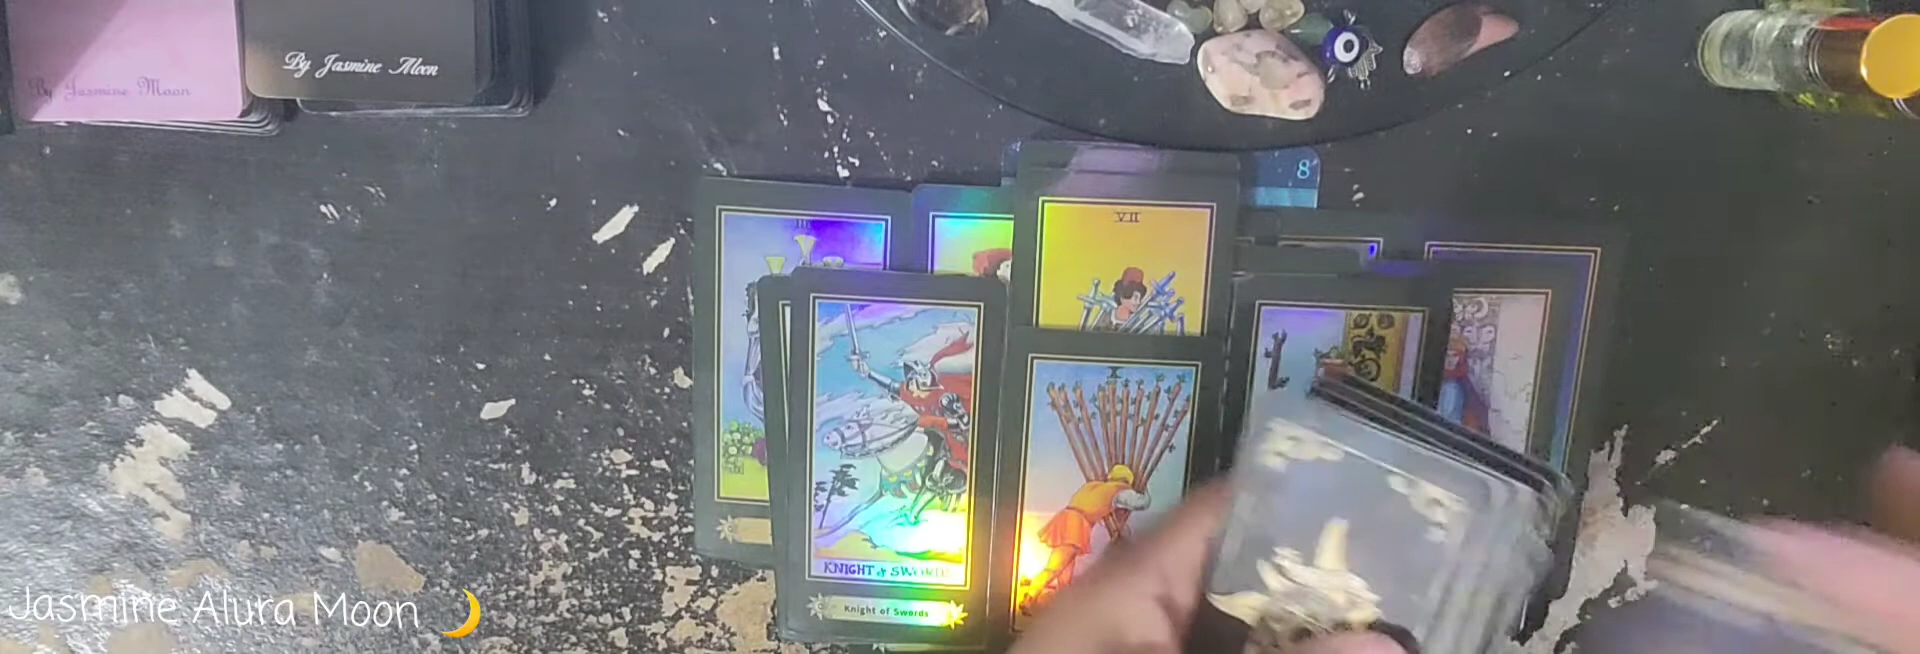 By Jasmine Moon
By Jasmine Moon
8
III
VII
X
KNIGHT of SWORDS
Knight of Swords
Jasmine Alura Moon 🌙